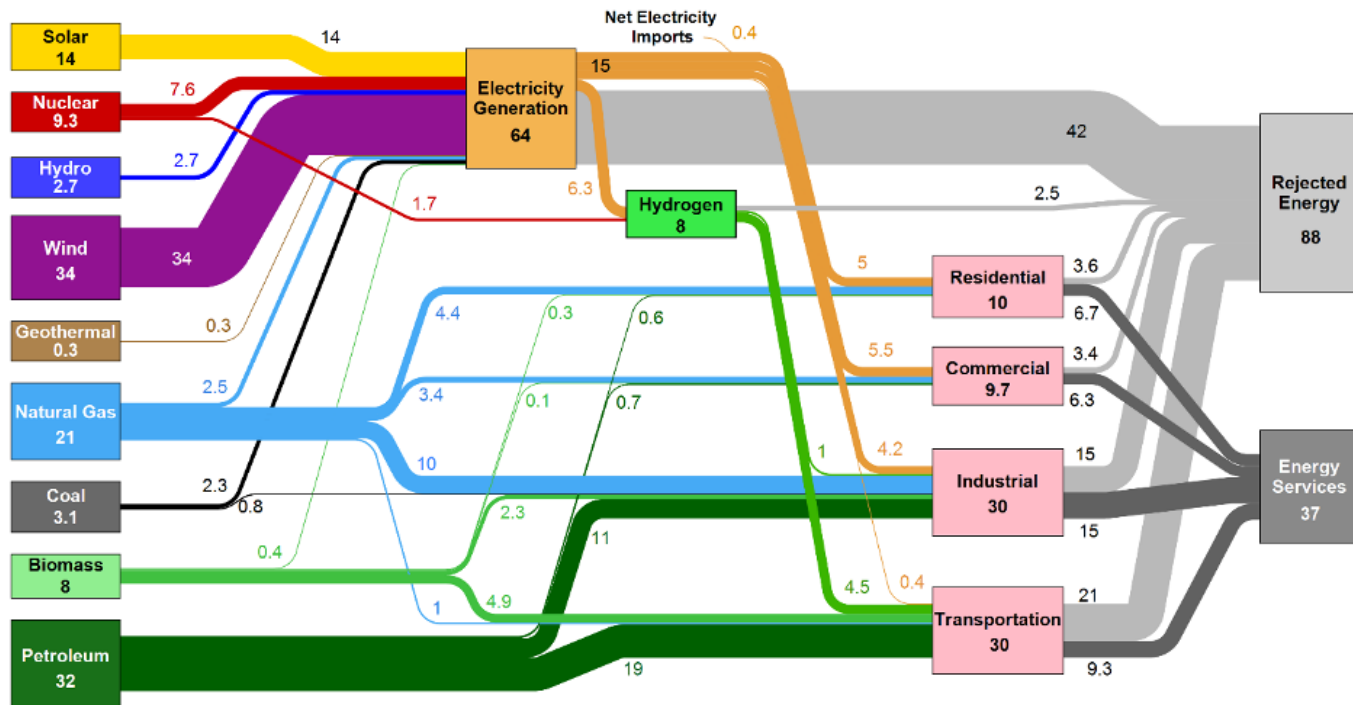 Net Electricity
Imports
0.4
Solar
14
14
15
Electricity
Generation
64
Nuclear
9.3
7.6
42
Rejected
Energy
88
Hydro
2.7
2.7
1.7
6.3
Hydrogen
8
2.5
Wind
34
34
5
Residential
10
3.6
6.7
Geothermal
0.3
0.3
4.4
0.3
0.6
5.5
Commercial
9.7
3.4
6.3
Natural Gas
21
2.5
3.4
0.1
0.7
4.2
1
10
Industrial
30
15
15
Energy
Services
37
Coal
3.1
2.3
0.8
2.3
11
Biomass
8
0.4
4.9
1
4.5
0.4
Transportation
30
21
9.3
Petroleum
32
19